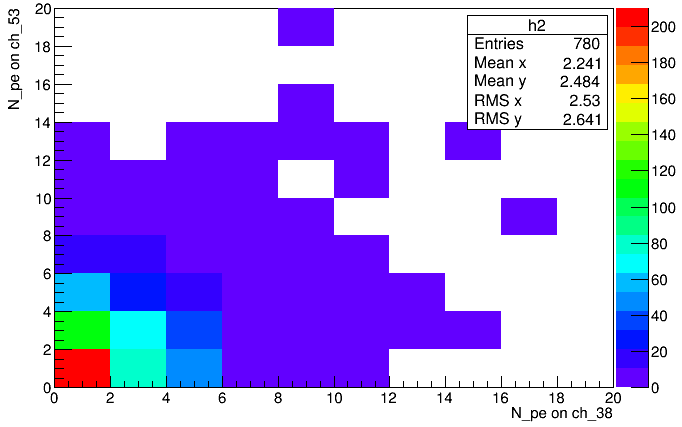 h2
Entries 780
Mean x 2.241
Mean y 2.484
RMS x 2.53
RMS y 2.641
N_pe on ch_53
20
18
16
14
12
10
8
6
4
2
0
0 2 4 6 8 10 12 14 16 18 20
N_pe on ch_38
200
180
160
140
120
100
80
60
40
20
0